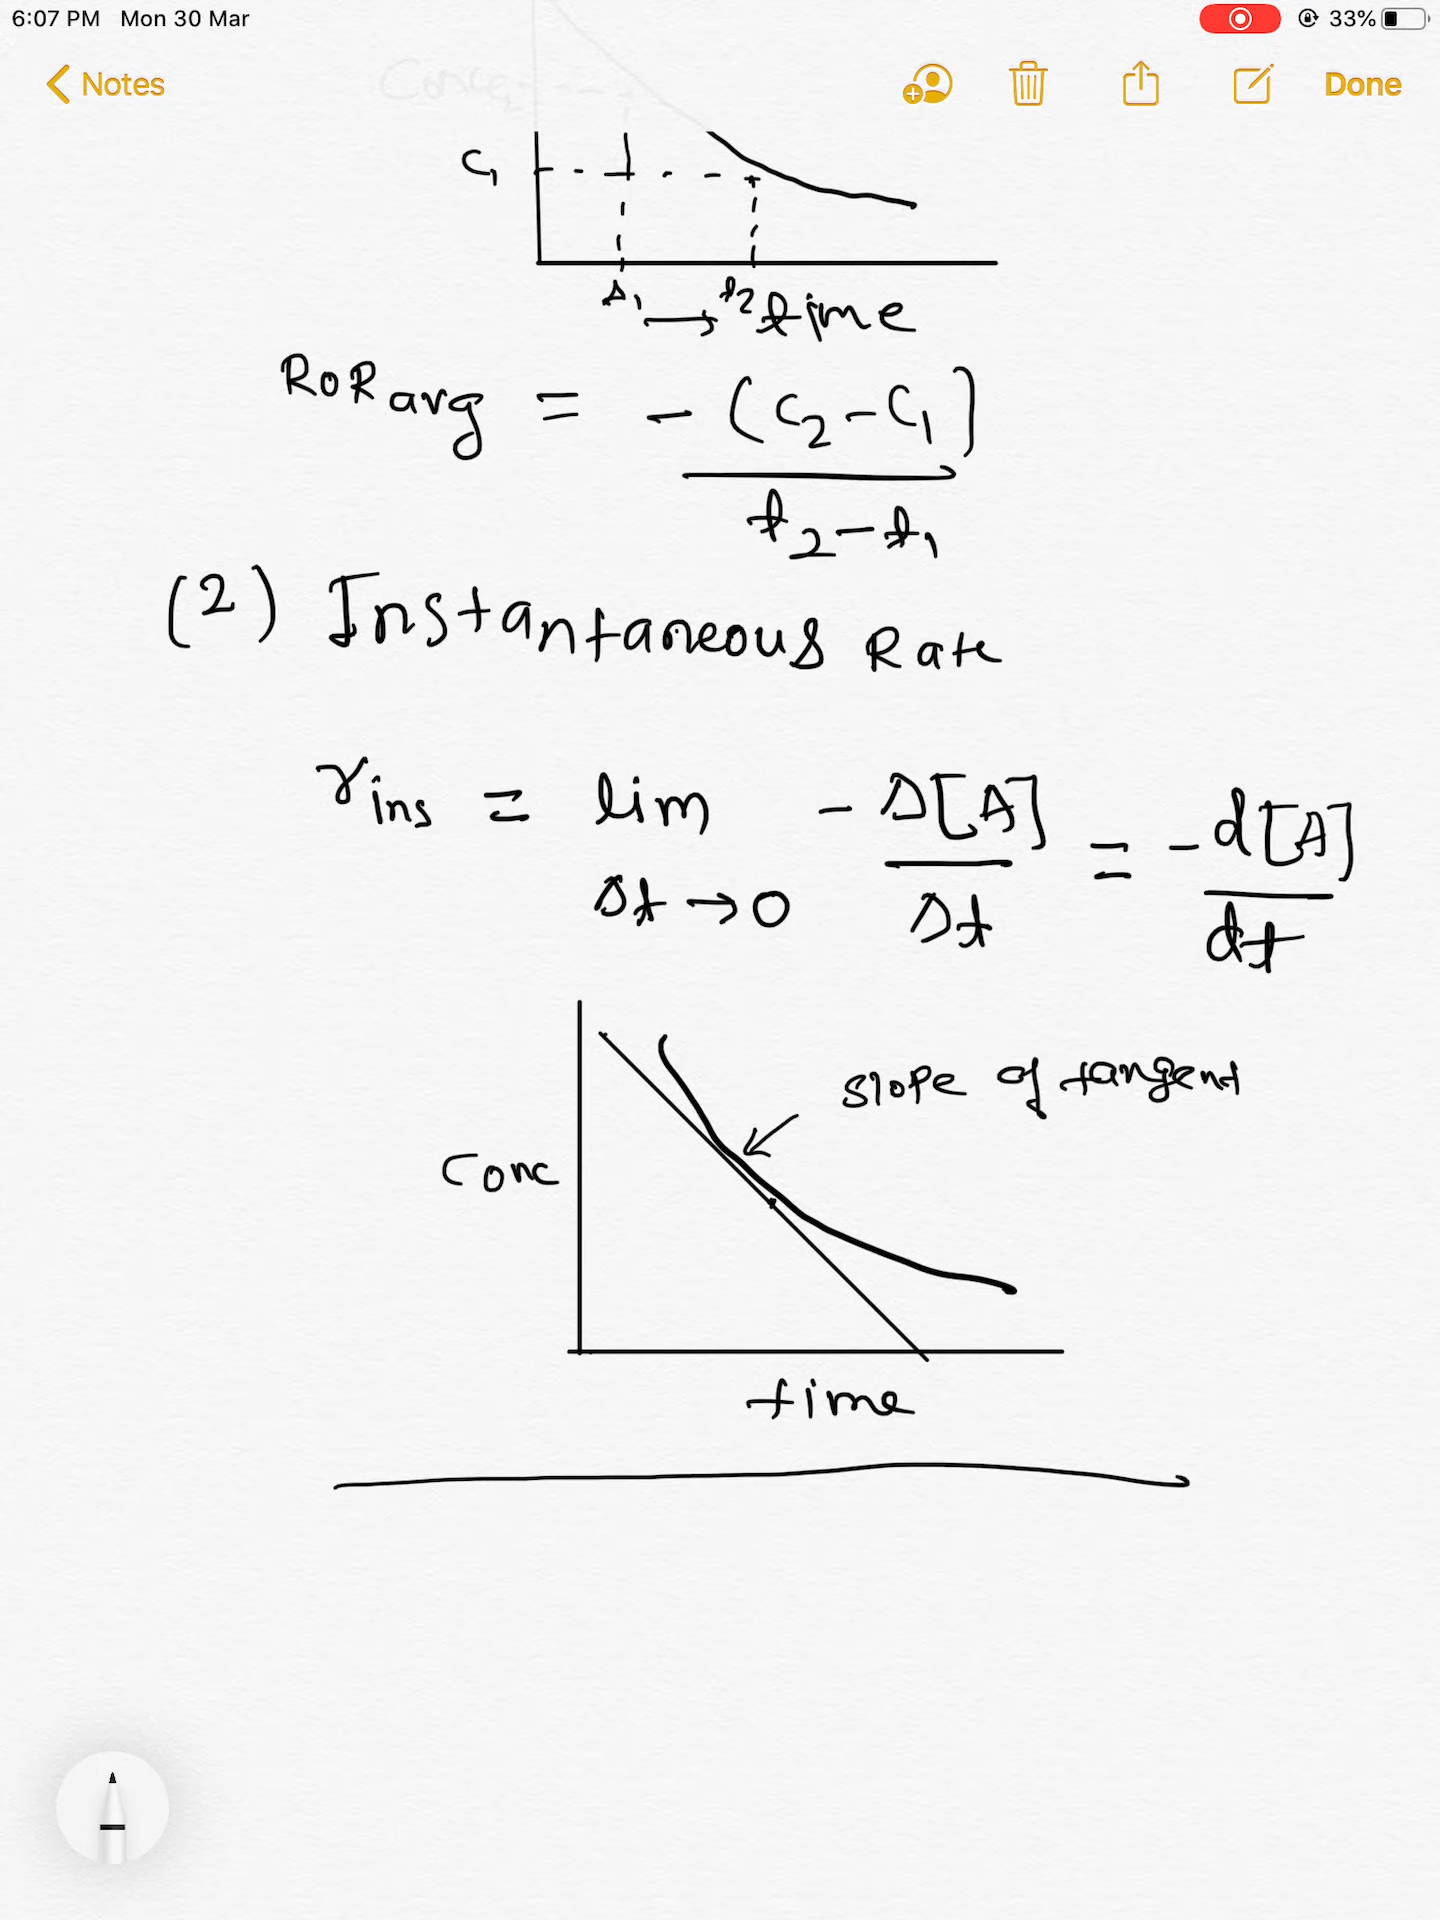 6:07 PM Mon 30 Mar 33%
Notes Done
Conc
C₁
t₁ t₂ time
RoR avg = - (C₂-C₁)
t₂-t₁
(2) Instantaneous Rate
r ins = lim - Δ[A] = - d[A]
Δt → 0 Δt dt
slope of tangent
Conc
time